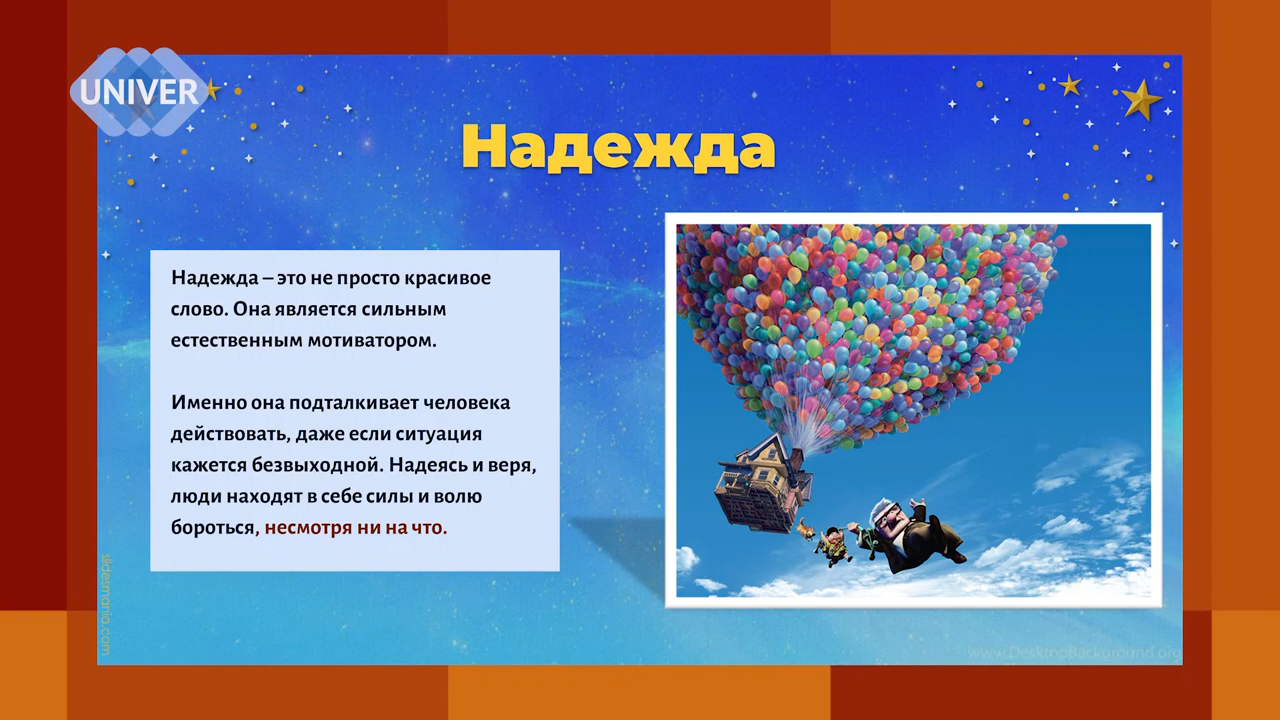 UNIVER
Надежда
Надежда – это не просто красивое
слово. Она является сильным
естественным мотиватором.
Именно она подталкивает человека
действовать, даже если ситуация
кажется безвыходной. Надеясь и веря,
люди находят в себе силы и волю
бороться, несмотря ни на что.
slidesmania.com
www.DesktopBackground.org